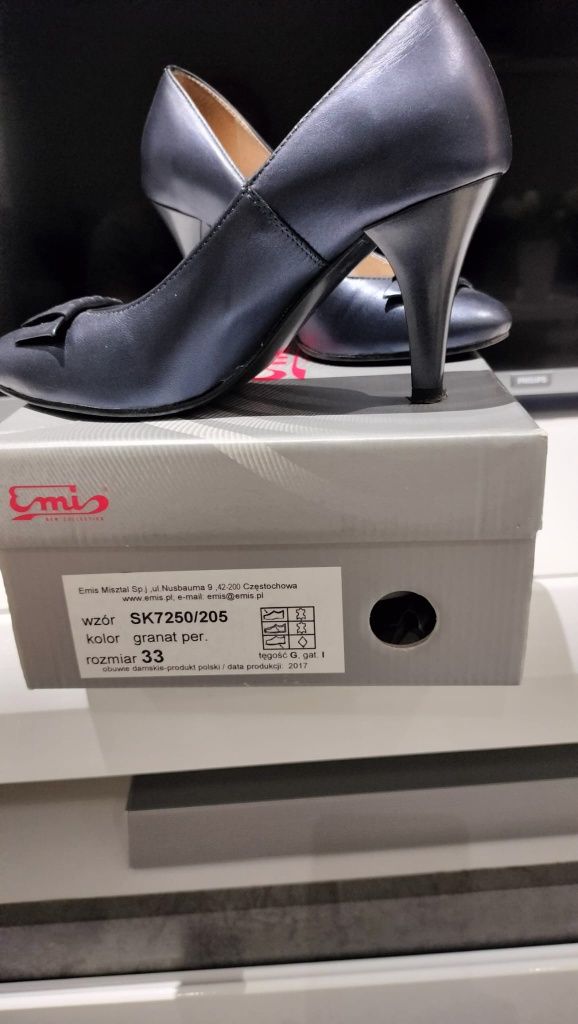 PHILIPS
Emis
NEW COLLECTION
Emis Misztal Sp.j ,ul.Nusbauma 9 ,42-200 Częstochowa
www.emis.pl, e-mail: emis@emis.pl
wzór SK7250/205
kolor granat per.
rozmiar 33
tęgość G, gat. I
obuwie damskie-produkt polski / data produkcji: 2017